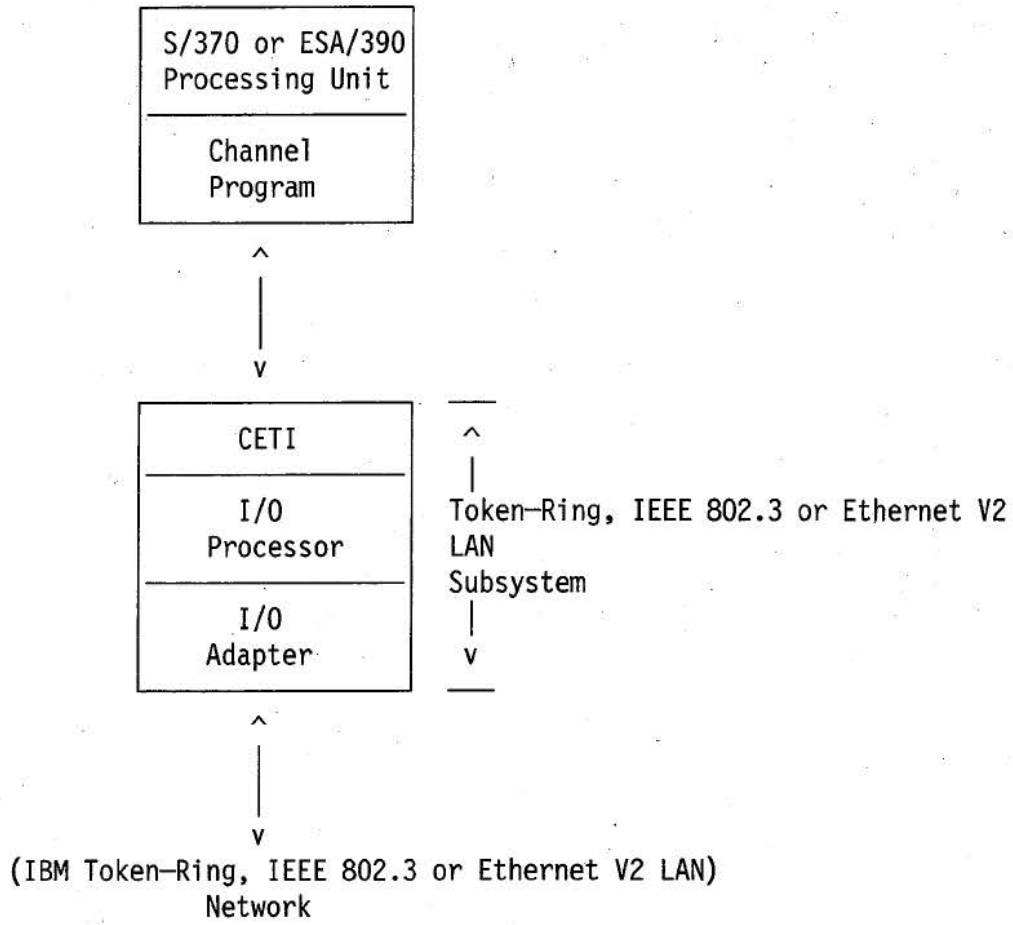 S/370 or ESA/390
Processing Unit
Channel
Program
CETI
I/O
Processor
I/O
Adapter
Token—Ring, IEEE 802.3 or Ethernet V2
LAN
Subsystem
(IBM Token—Ring, IEEE 802.3 or Ethernet V2 LAN)
Network